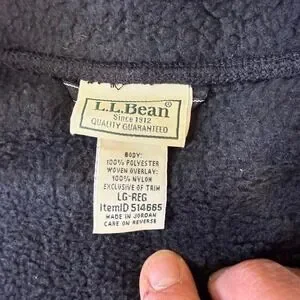 L.L.Bean®
Since 1912
QUALITY GUARANTEED
BODY:
100% POLYESTER
WOVEN OVERLAY:
100% NYLON
EXCLUSIVE OF TRIM
LG-REG
ItemID 514665
MADE IN JORDAN
CARE ON REVERSE